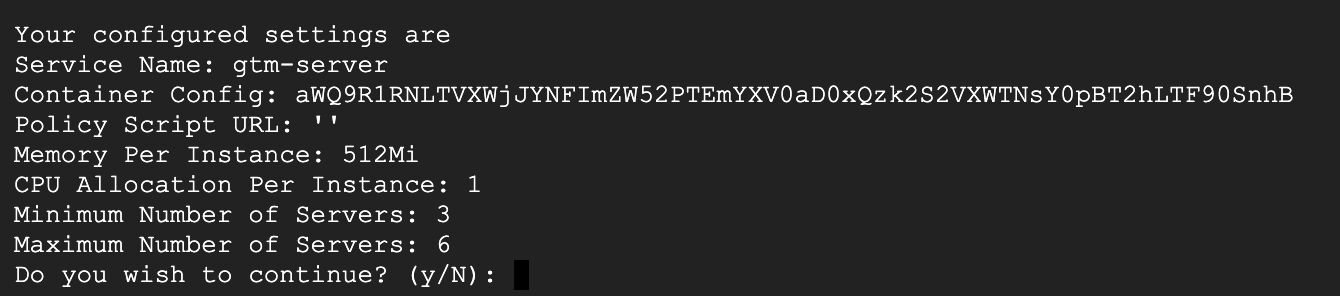 Your configured settings are
Service Name: gtm-server
Container Config: aWQ9R1RNLTVXWjJYNFImZW52PTEmYXV0aD0xQzk2S2VXWTNsY0pBT2hLTF90SnhB
Policy Script URL: ''
Memory Per Instance: 512Mi
CPU Allocation Per Instance: 1
Minimum Number of Servers: 3
Maximum Number of Servers: 6
Do you wish to continue? (y/N):